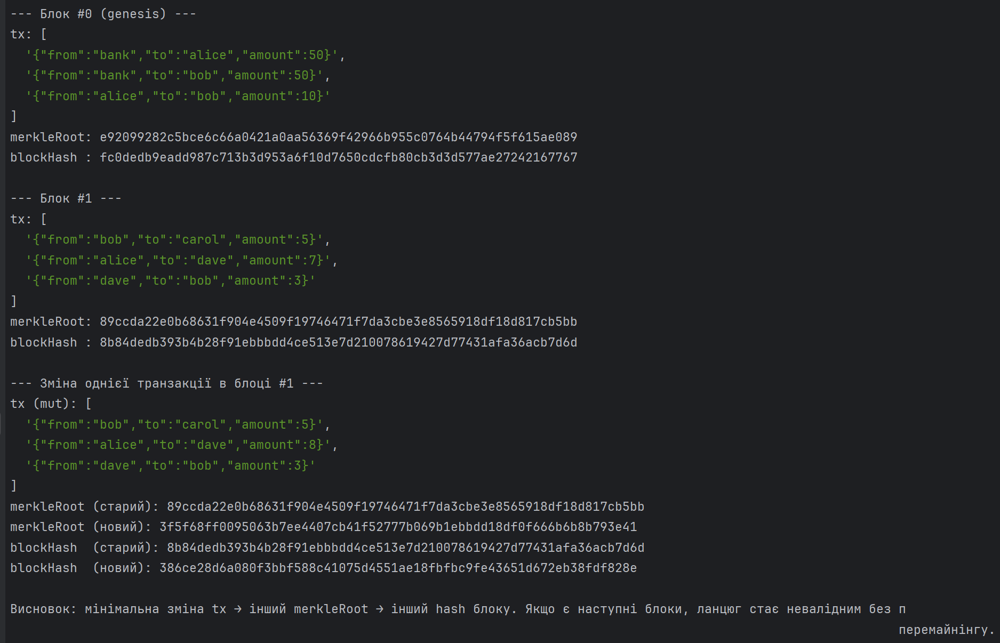 --- Блок #0 (genesis) ---
tx: [
  '{"from":"bank","to":"alice","amount":50}',
  '{"from":"bank","to":"bob","amount":50}',
  '{"from":"alice","to":"bob","amount":10}'
]
merkleRoot: e92099282c5bce6c66a0421a0aa56369f42966b955c0764b44794f5f615ae089
blockHash : fc0dedb9eadd987c713b3d953a6f10d7650cdcfb80cb3d3d577ae27242167767

--- Блок #1 ---
tx: [
  '{"from":"bob","to":"carol","amount":5}',
  '{"from":"alice","to":"dave","amount":7}',
  '{"from":"dave","to":"bob","amount":3}'
]
merkleRoot: 89ccda22e0b68631f904e4509f19746471f7da3cbe3e8565918df18d817cb5bb
blockHash : 8b84dedb393b4b28f91ebbbdd4ce513e7d210078619427d77431afa36acb7d6d

--- Зміна однієї транзакції в блоці #1 ---
tx (mut): [
  '{"from":"bob","to":"carol","amount":5}',
  '{"from":"alice","to":"dave","amount":8}',
  '{"from":"dave","to":"bob","amount":3}'
]
merkleRoot (старий): 89ccda22e0b68631f904e4509f19746471f7da3cbe3e8565918df18d817cb5bb
merkleRoot (новий): 3f5f68ff0095063b7ee4407cb41f52777b069b1ebbdd18df0f666b6b8b793e41
blockHash  (старий): 8b84dedb393b4b28f91ebbbdd4ce513e7d210078619427d77431afa36acb7d6d
blockHash  (новий): 386ce28d6a080f3bbf588c41075d4551ae18fbfbc9fe43651d672eb38fdf828e

Висновок: мінімальна зміна tx → інший merkleRoot → інший hash блоку. Якщо є наступні блоки, ланцюг стає невалідним без п
перемайнінгу.